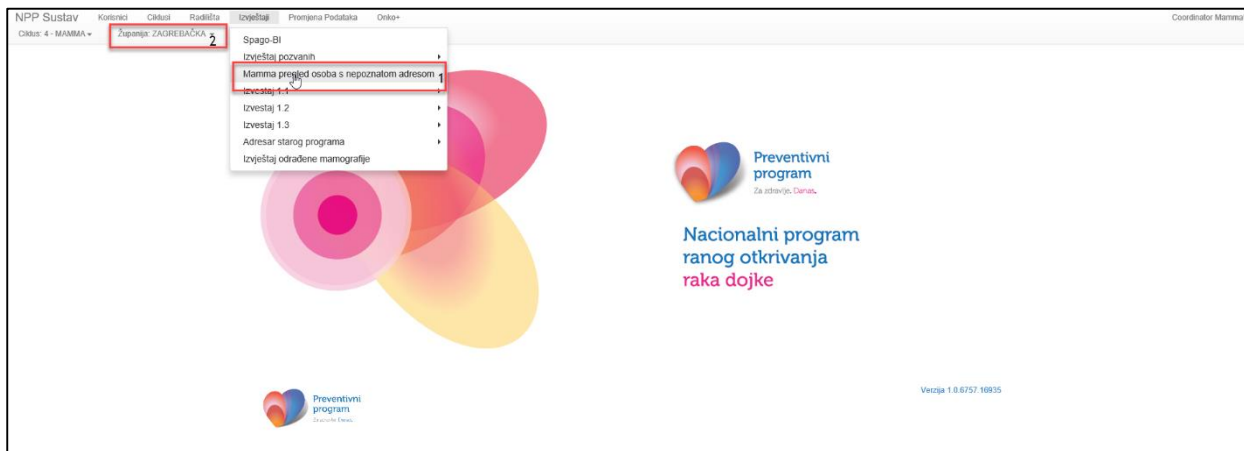 NPP Sustav Korisnici Ciklusi Radilišta Izvještaji Promjena Podataka Onko+ Coordinator Mamma
Ciklus: 4 - MAMMA Županija: ZAGREBAČKA 2
Spago-BI
Izvještaj pozvanih
Mamma pregled osoba s nepoznatom adresom 1
Izvestaj 1.1
Izvestaj 1.2
Izvestaj 1.3
Adresar starog programa
Izvještaj odrađene mamografije
Preventivni
program
Za zdravlje. Danas.
Nacionalni program
ranog otkrivanja
raka dojke
Verzija 1.0.6757.16935
Preventivni
program
Za zdravlje. Danas.